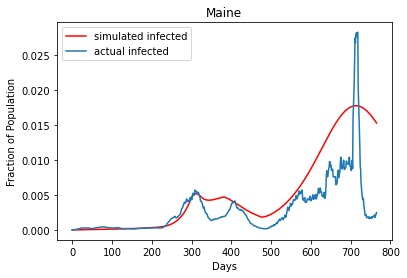 Maine
simulated infected
actual infected
Fraction of Population
0.025
0.020
0.015
0.010
0.005
0.000
0 100 200 300 400 500 600 700 800
Days